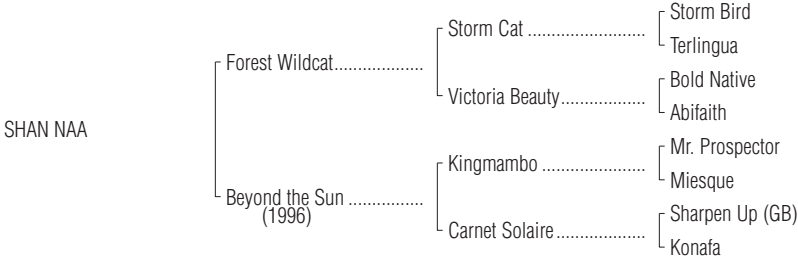 Storm Bird
Storm Cat .........................
Terlingua
Forest Wildcat...................
Bold Native
Victoria Beauty..................
Abifaith
SHAN NAA
Mr. Prospector
Kingmambo ......................
Miesque
Beyond the Sun ................
(1996)
Sharpen Up (GB)
Carnet Solaire...................
Konafa